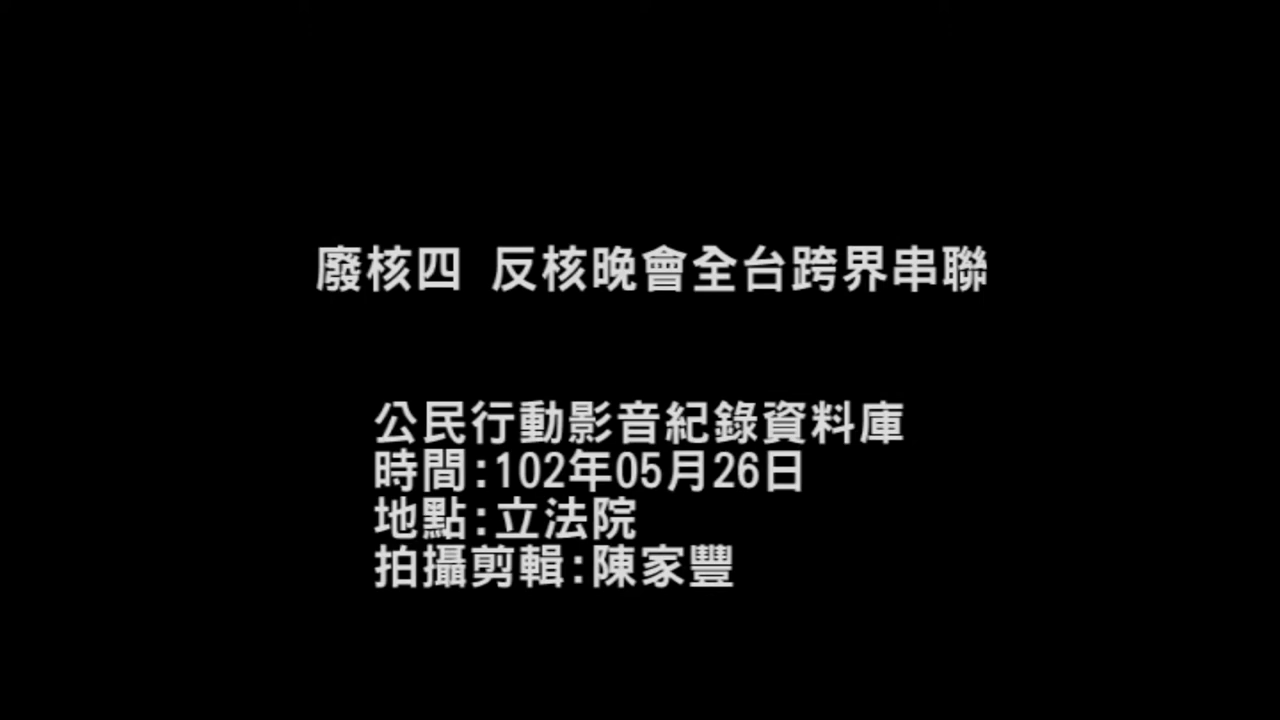 廢核四 反核晚會全台跨界串聯
公民行動影音紀錄資料庫
時間:102年05月26日
地點:立法院
拍攝剪輯:陳家豐